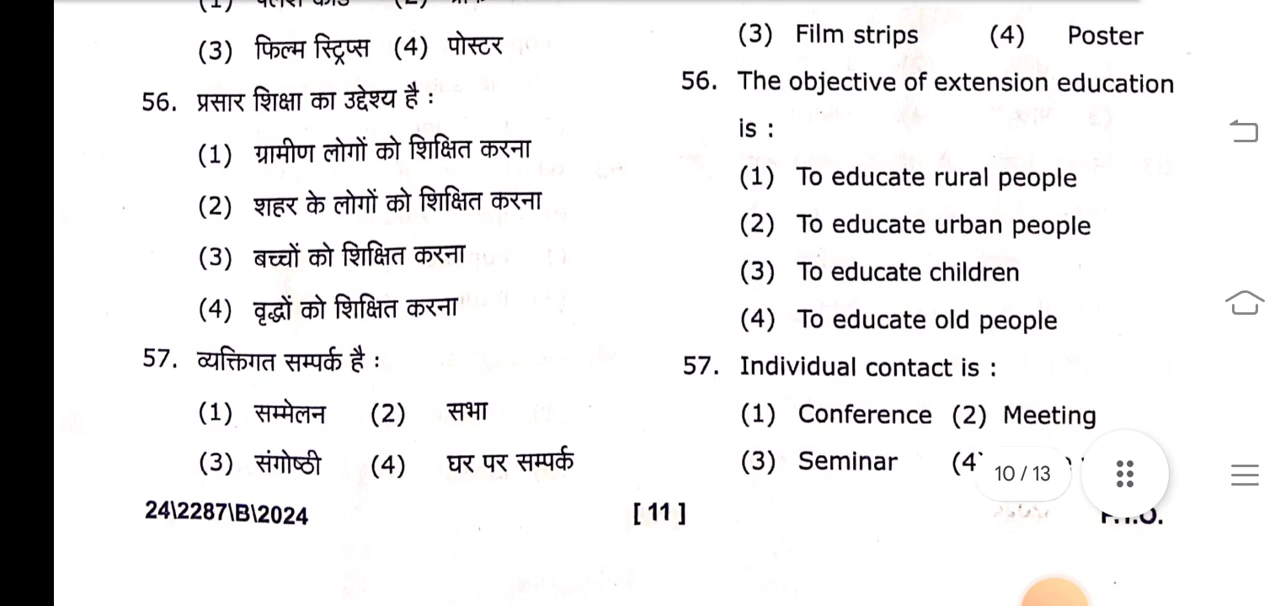 (3) फिल्म स्ट्रिप्स (4) पोस्टर
56. प्रसार शिक्षा का उद्देश्य है :
(1) ग्रामीण लोगों को शिक्षित करना
(2) शहर के लोगों को शिक्षित करना
(3) बच्चों को शिक्षित करना
(4) वृद्धों को शिक्षित करना
57. व्यक्तिगत सम्पर्क है :
(1) सम्मेलन (2) सभा
(3) संगोष्ठी (4) घर पर सम्पर्क
24\2287\B\2024
(3) Film strips (4) Poster
56. The objective of extension education
is :
(1) To educate rural people
(2) To educate urban people
(3) To educate children
(4) To educate old people
57. Individual contact is :
(1) Conference (2) Meeting
(3) Seminar (4
10 / 13
[ 11 ]